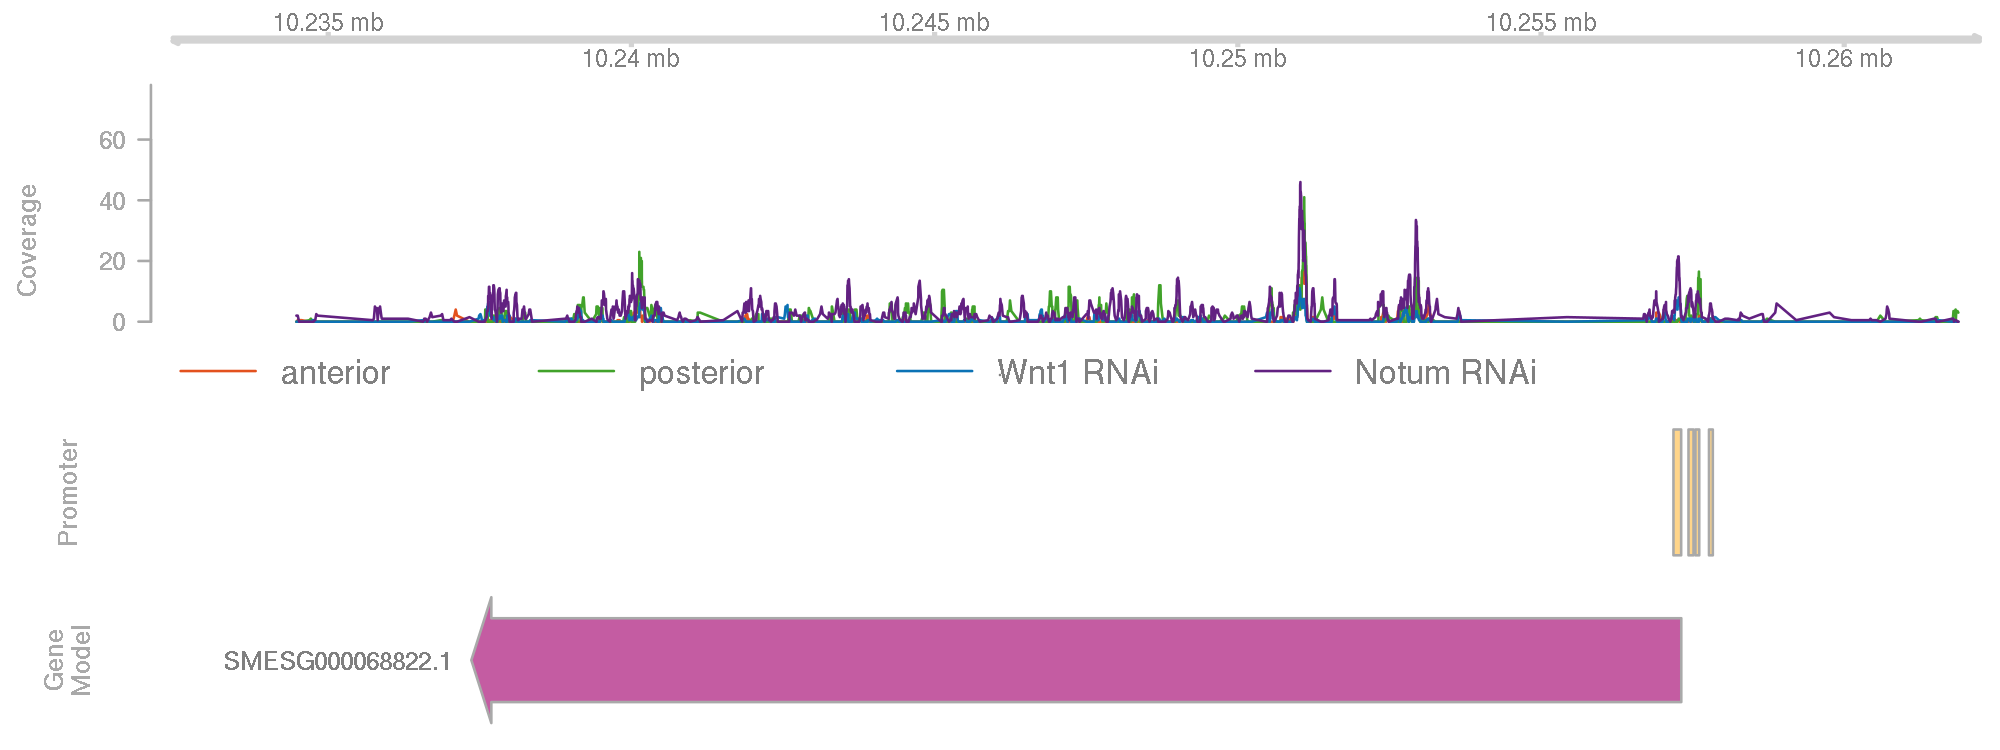 10.235 mb 10.245 mb 10.255 mb
10.24 mb 10.25 mb 10.26 mb
Coverage
60
40
20
0
anterior posterior Wnt1 RNAi Notum RNAi
Promoter
Gene
Model
SMESG000068822.1